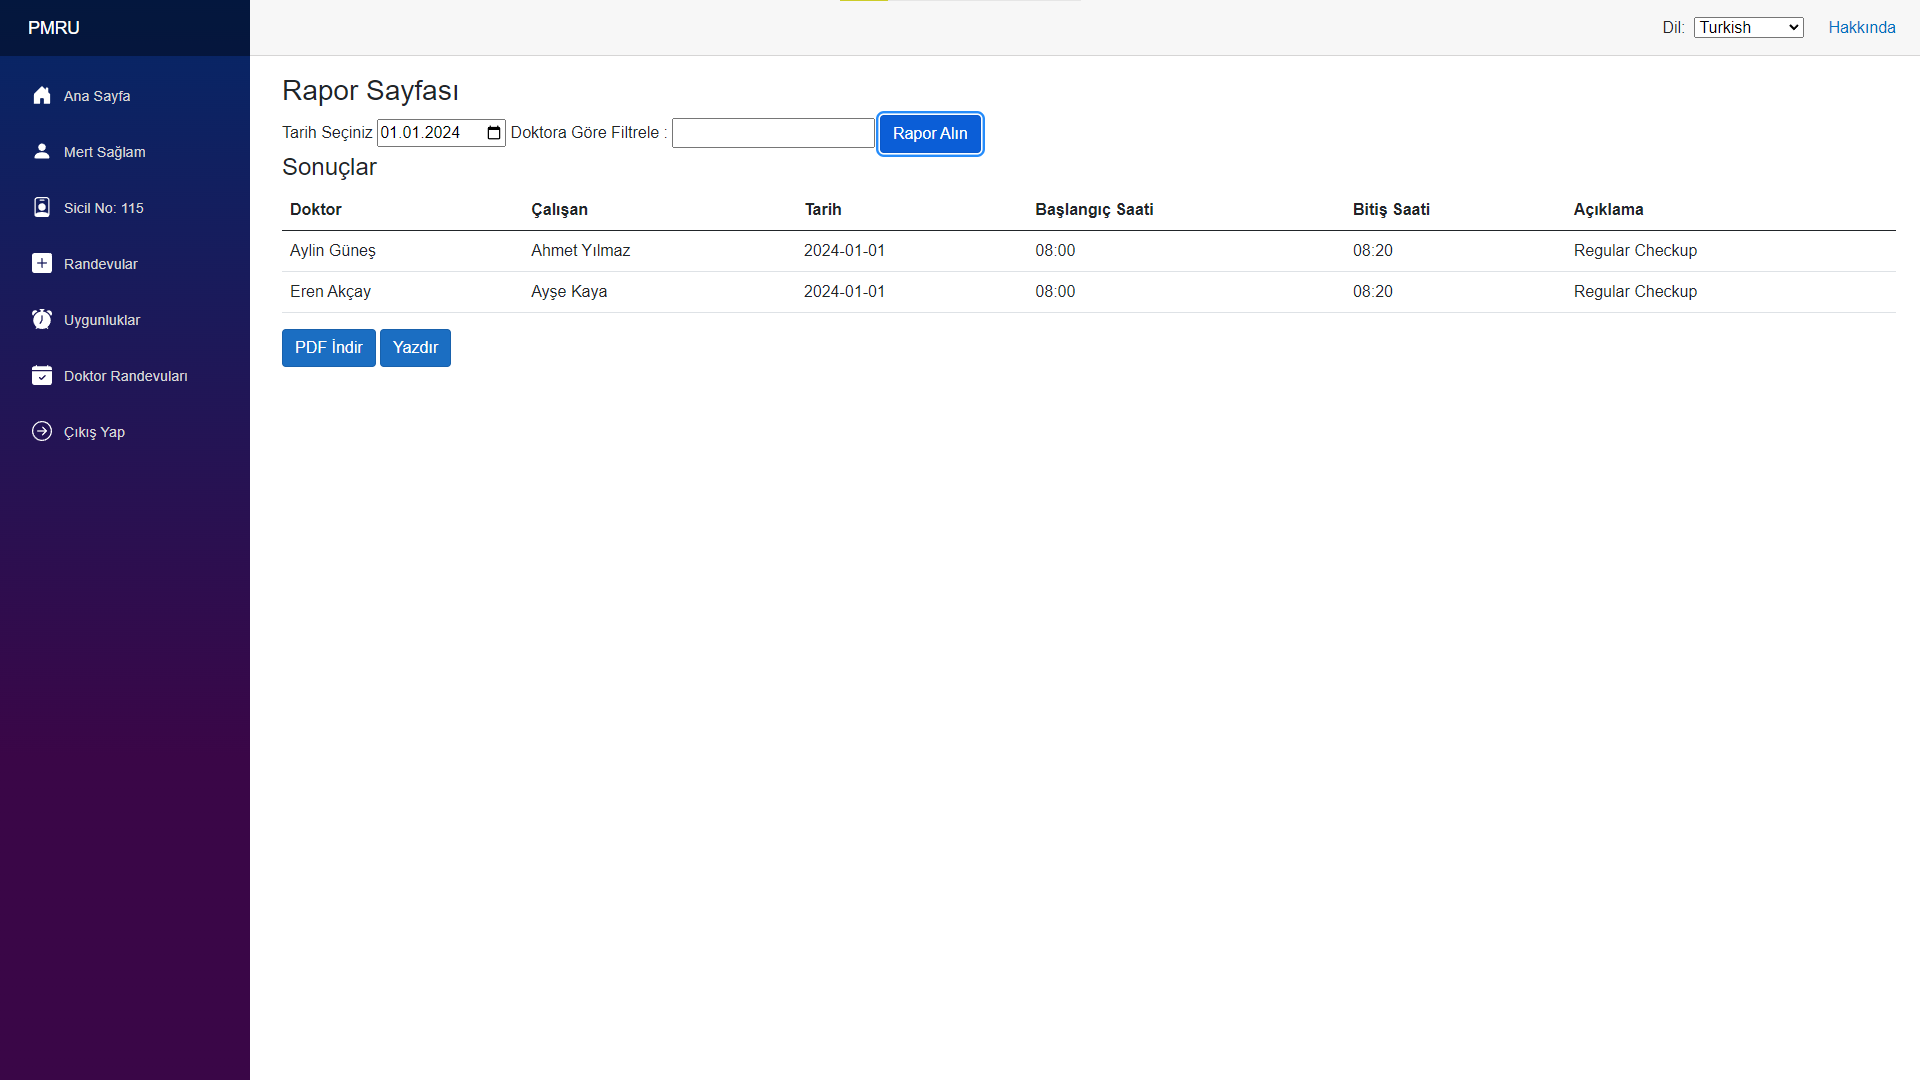 PMRU
Dil: Turkish Hakkında
Ana Sayfa
Mert Sağlam
Sicil No: 115
Randevular
Uygunluklar
Doktor Randevuları
Çıkış Yap
Rapor Sayfası
Tarih Seçiniz 01.01.2024 Doktora Göre Filtrele : Rapor Alın
Sonuçlar
Doktor Çalışan Tarih Başlangıç Saati Bitiş Saati Açıklama
Aylin Güneş Ahmet Yılmaz 2024-01-01 08:00 08:20 Regular Checkup
Eren Akçay Ayşe Kaya 2024-01-01 08:00 08:20 Regular Checkup
PDF İndir Yazdır